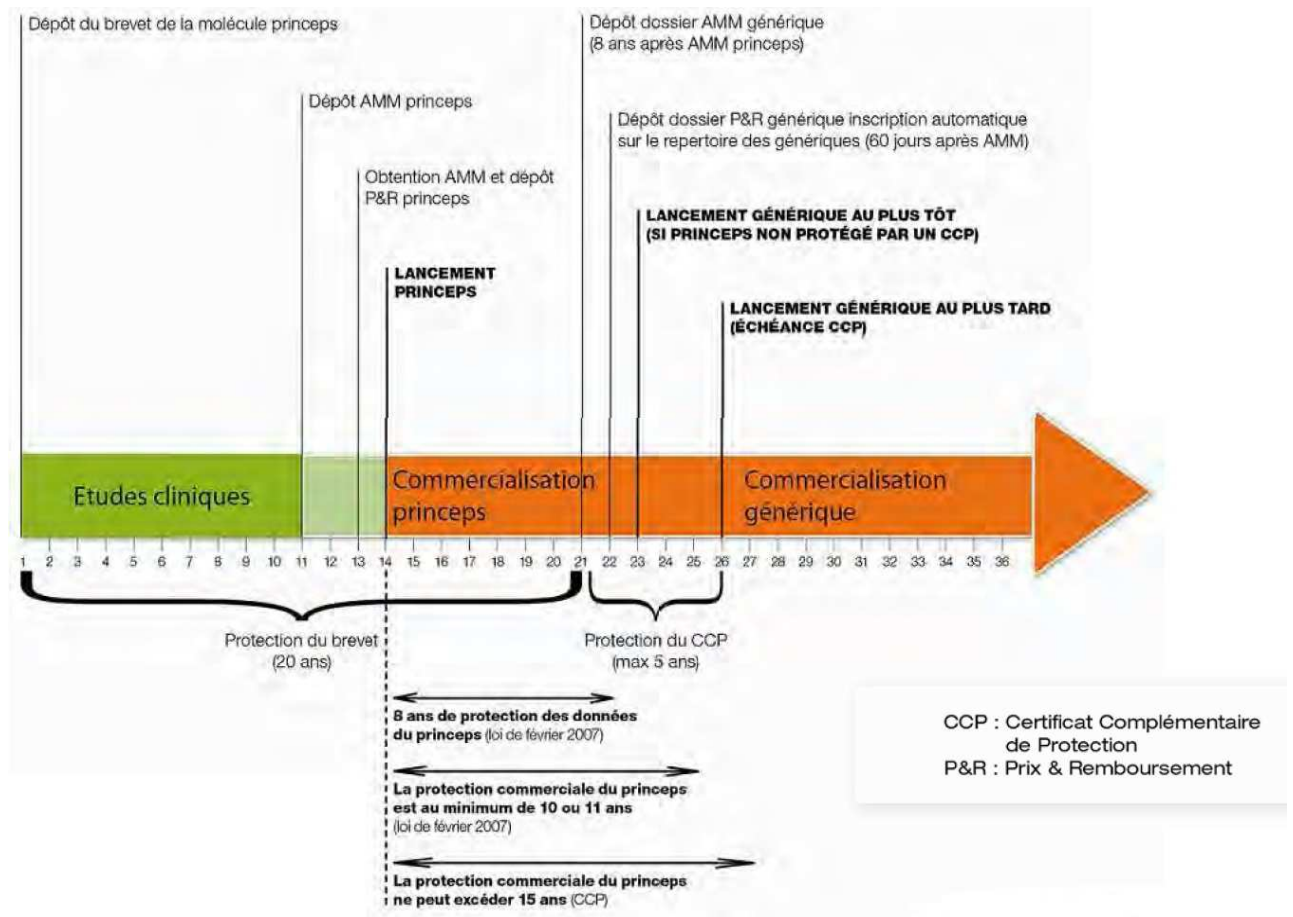 Dépôt du brevet de la molécule princeps
Dépôt dossier AMM générique
(8 ans après AMM princeps)
Dépôt AMM princeps
Dépôt dossier P&R générique inscription automatique
sur le repertoire des génériques (60 jours après AMM)
Obtention AMM et dépôt
P&R princeps
LANCEMENT GÉNÉRIQUE AU PLUS TÔT
(SI PRINCEPS NON PROTÉGÉ PAR UN CCP)
LANCEMENT
PRINCEPS
LANCEMENT GÉNÉRIQUE AU PLUS TARD
(ÉCHÉANCE CCP)
Etudes cliniques
Commercialisation
princeps
Commercialisation
générique
1 2 3 4 5 6 7 8 9 10 11 12 13 14 15 16 17 18 19 20 21 22 23 24 25 26 27 28 29 30 31 32 33 34 35 36
Protection du brevet
(20 ans)
Protection du CCP
(max 5 ans)
8 ans de protection des données
du princeps (loi de février 2007)
La protection commerciale du princeps
est au minimum de 10 ou 11 ans
(loi de février 2007)
La protection commerciale du princeps
ne peut excéder 15 ans (CCP)
CCP : Certificat Complémentaire
de Protection
P&R : Prix & Remboursement